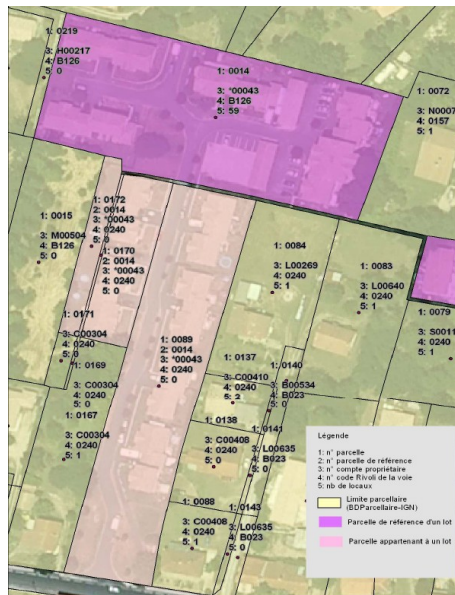 1: 0219
3: H00217
4: B126
5: 0
1: 0014
3: *00043
4: B126
5: 59
1: 0072
3: N0007
4: 0157
5: 1
1: 0015
3: M00504
4: B126
5: 0
1: 0172
2: 0014
3: *00043
4: 0240
5: 0
1: 0170
2: 0014
3: *00043
4: 0240
5: 0
1: 0084
3: L00269
4: 0240
5: 1
1: 0083
3: L00640
4: 0240
5: 1
1: 0079
3: S0011
4: 0240
5: 1
1: 0171
3: C00304
4: 0240
5: 0
1: 0169
3: C00304
4: 0240
5: 0
1: 0167
3: C00304
4: 0240
5: 1
1: 0089
2: 0014
3: *00043
4: 0240
5: 0
1: 0137
3: C00410
4: 0240
5: 2
1: 0140
3: B00534
4: B023
5: 0
1: 0138
3: C00408
4: 0240
5: 0
1: 0141
3: L00635
4: B023
5: 0
1: 0088
3: C00408
4: 0240
5: 1
1: 0143
3: L00635
4: B023
5: 0
Légende
1: n° parcelle
2: n° parcelle de référence
3: n° compte propriétaire
4: n° code Rivoli de la voie
5: nb de locaux
Limite parcellaire
(BDParcellaire-IGN)
Parcelle de référence d'un lot
Parcelle appartenant à un lot